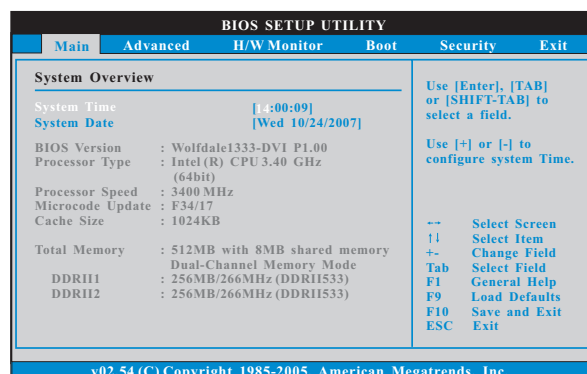 BIOS SETUP UTILITY
Main Advanced H/W Monitor Boot Security Exit
System Overview
System Time [14:00:09]
System Date [Wed 10/24/2007]
BIOS Version : Wolfdale1333-DVI P1.00
Processor Type : Intel (R) CPU 3.40 GHz
(64bit)
Processor Speed : 3400 MHz
Microcode Update : F34/17
Cache Size : 1024KB
Total Memory : 512MB with 8MB shared memory
Dual-Channel Memory Mode
DDRII1 : 256MB/266MHz (DDRII533)
DDRII2 : 256MB/266MHz (DDRII533)
Use [Enter], [TAB]
or [SHIFT-TAB] to
select a field.
Use [+] or [-] to
configure system Time.
←→ Select Screen
↑↓ Select Item
+- Change Field
Tab Select Field
F1 General Help
F9 Load Defaults
F10 Save and Exit
ESC Exit
v02.54 (C) Copyright 1985-2005, American Megatrends, Inc.